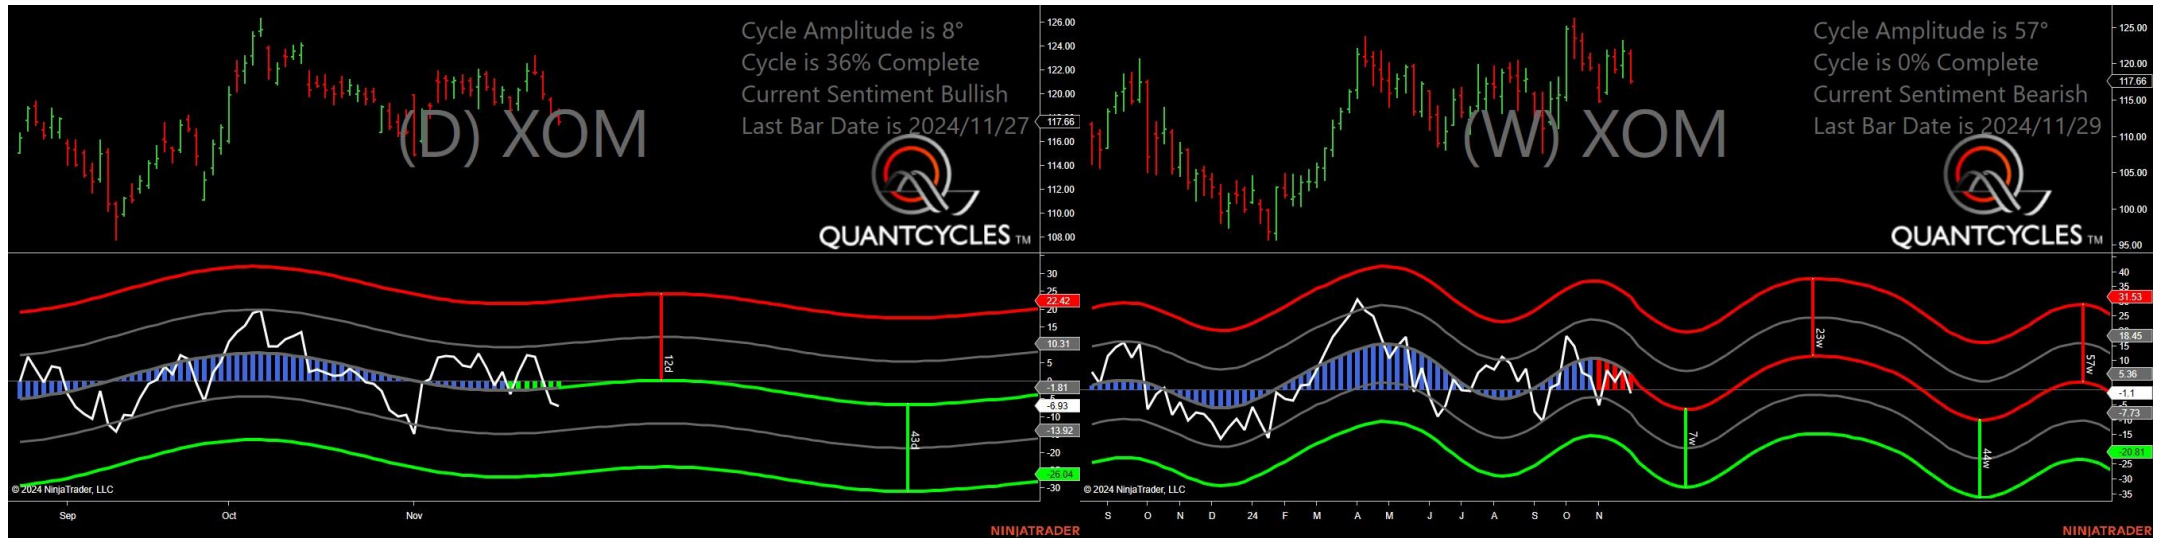 Cycle Amplitude is 8°
Cycle is 36% Complete
Current Sentiment Bullish
Last Bar Date is 2024/11/27
(D) XOM
QUANTCYCLES TM
126.00
124.00
122.00
120.00
117.66
116.00
114.00
112.00
110.00
108.00
30
25
22.42
20
15
10.31
5
-1.81
-6.93
-10
-13.92
-20
-26.04
-30
12d
43d
© 2024 NinjaTrader, LLC
Sep Oct Nov
NINJATRADER
Cycle Amplitude is 57°
Cycle is 0% Complete
Current Sentiment Bearish
Last Bar Date is 2024/11/29
(W) XOM
QUANTCYCLES TM
125.00
120.00
117.66
115.00
110.00
105.00
100.00
95.00
40
35
31.53
25
18.45
15
10
5.36
-1.1
-7.73
-15
-20.81
-25
-30
-35
23w
57w
7w
44w
© 2024 NinjaTrader, LLC
S O N D 24 F M A M J J A S O N
NINJATRADER